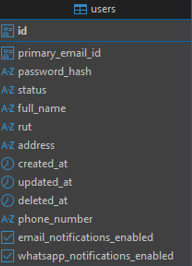 users
id
primary_email_id
A-Z password_hash
A-Z status
A-Z full_name
A-Z rut
A-Z address
created_at
updated_at
deleted_at
A-Z phone_number
email_notifications_enabled
whatsapp_notifications_enabled